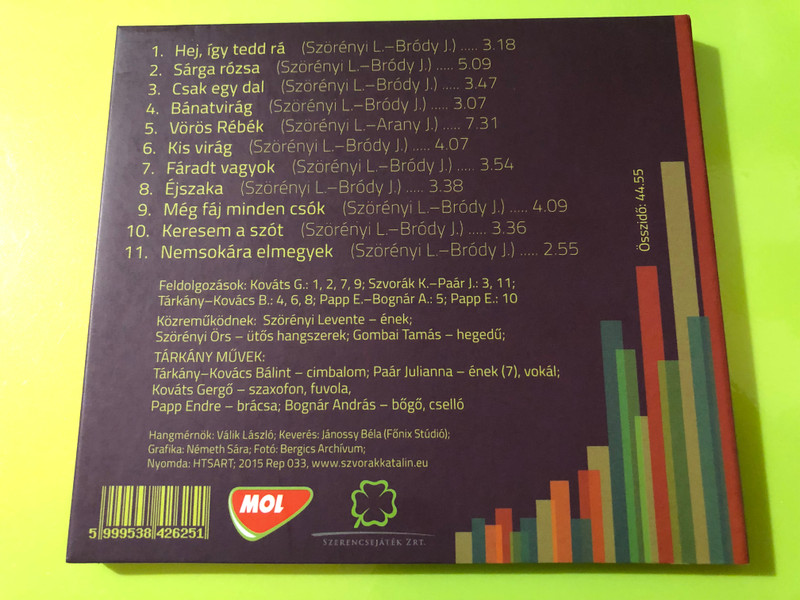 1. Hej, így tedd rá (Szörényi L.–Bródy J.) ..... 3.18
2. Sárga rózsa (Szörényi L.–Bródy J.) ..... 5.09
3. Csak egy dal (Szörényi L.–Bródy J.) ..... 3.47
4. Bánatvirág (Szörényi L.–Bródy J.) ..... 3.07
5. Vörös Rébék (Szörényi L.–Arany J.) ..... 7.31
6. Kis virág (Szörényi L.–Bródy J.) ..... 4.07
7. Fáradt vagyok (Szörényi L.–Bródy J.) ..... 3.54
8. Éjszaka (Szörényi L.–Bródy J.) ..... 3.38
9. Még fáj minden csók (Szörényi L.–Bródy J.) ..... 4.09
10. Keresem a szót (Szörényi L.–Bródy J.) ..... 3.36
11. Nemsokára elmegyek (Szörényi L.–Bródy J.) ..... 2.55
Összidő: 44.55
Feldolgozások: Kováts G.: 1, 2, 7, 9; Szvorák K.–Paár J.: 3, 11;
Tárkány–Kovács B.: 4, 6, 8; Papp E.–Bognár A.: 5; Papp E.: 10
Közreműködnek: Szörényi Levente – ének;
Szörényi Örs – ütős hangszerek; Gombai Tamás – hegedű;
TÁRKÁNY MŰVEK:
Tárkány–Kovács Bálint – cimbalom; Paár Julianna – ének (7), vokál;
Kováts Gergő – szaxofon, fuvola,
Papp Endre – brácsa; Bognár András – bőgő, cselló
Hangmérnök: Válik László; Keverés: Jánossy Béla (Főnix Stúdió);
Grafika: Németh Sára; Fotó: Bergics Archívum;
Nyomda: HTSART; 2015 Rep 033, www.szvorakkatalin.eu
5 999538 426251
MOL
SZERENCSEJÁTÉK ZRT.